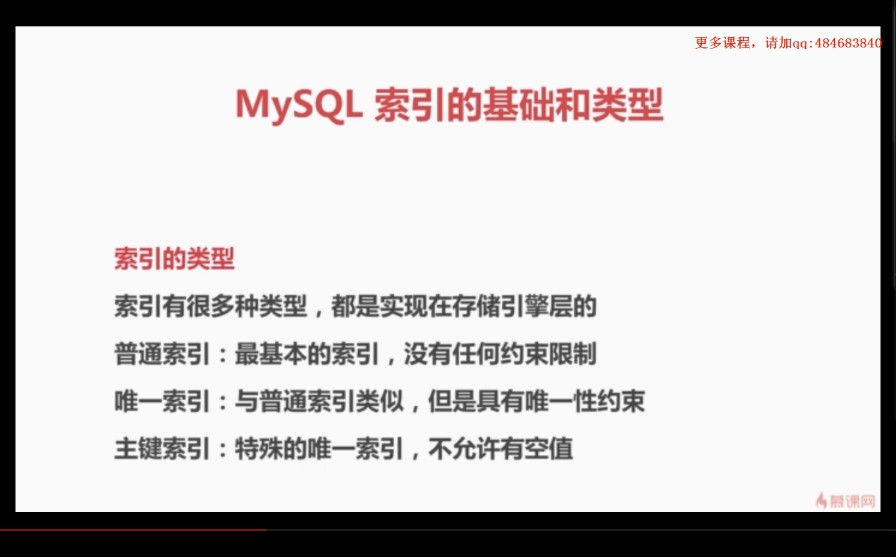 更多课程，请加qq:484683840
MySQL 索引的基础和类型
索引的类型
索引有很多种类型，都是实现在存储引擎层的
普通索引：最基本的索引，没有任何约束限制
唯一索引：与普通索引类似，但是具有唯一性约束
主键索引：特殊的唯一索引，不允许有空值
慕课网